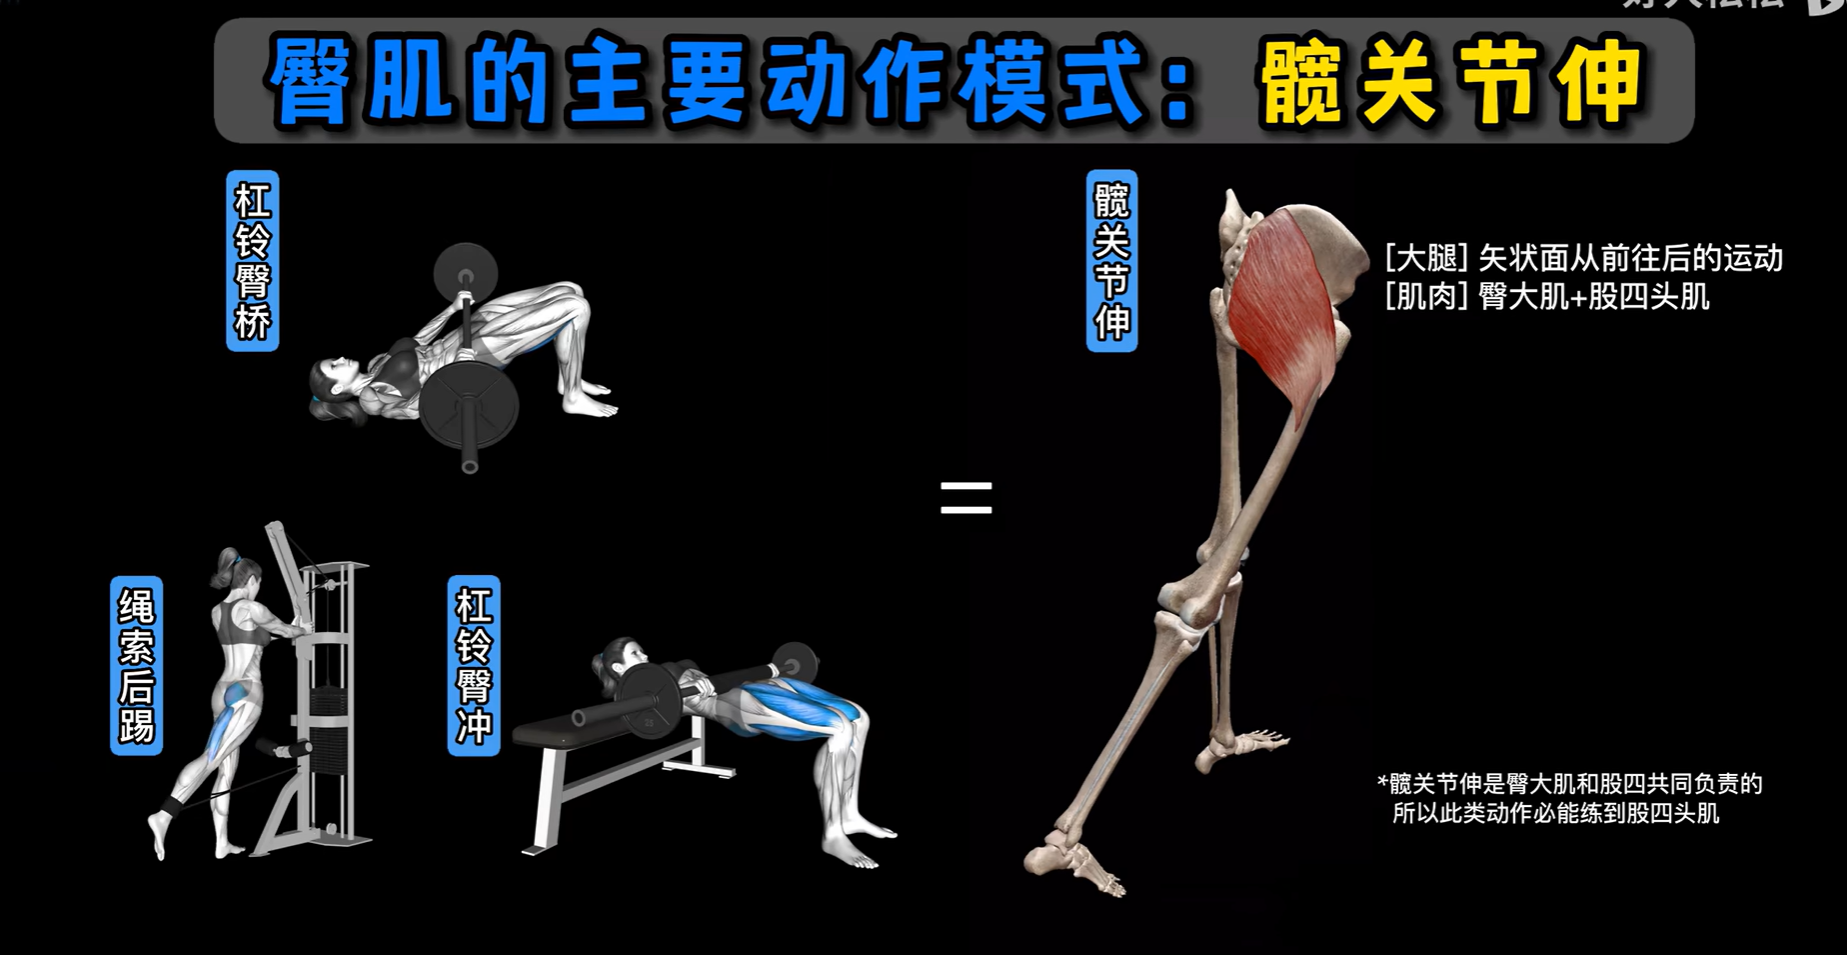 臀肌的主要动作模式：髋关节伸
杠铃臀桥
髋关节伸
[大腿] 矢状面从前往后的运动
[肌肉] 臀大肌+股四头肌
=
绳索后踢
杠铃臀冲
*髋关节伸是臀大肌和股四共同负责的
所以此类动作必能练到股四头肌